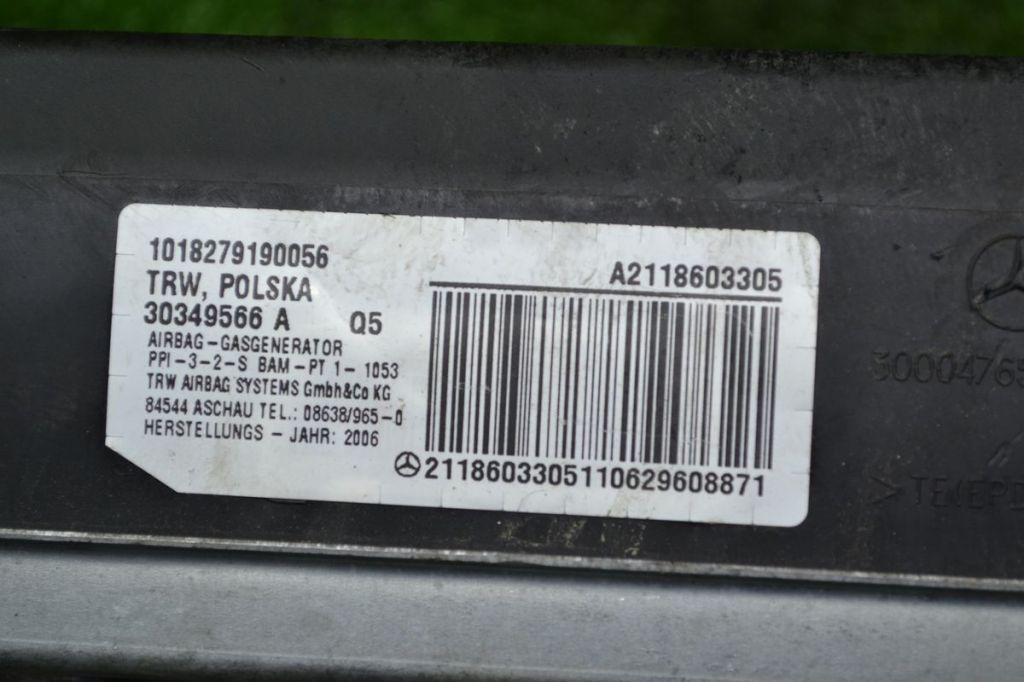 1018279190056
TRW, POLSKA
30349566 A Q5
AIRBAG-GASGENERATOR
PPI-3-2-S BAM-PT 1- 1053
TRW AIRBAG SYSTEMS Gmbh&Co KG
84544 ASCHAU TEL.: 08638/965-0
HERSTELLUNGS - JAHR: 2006
A2118603305
2118603305110629608871